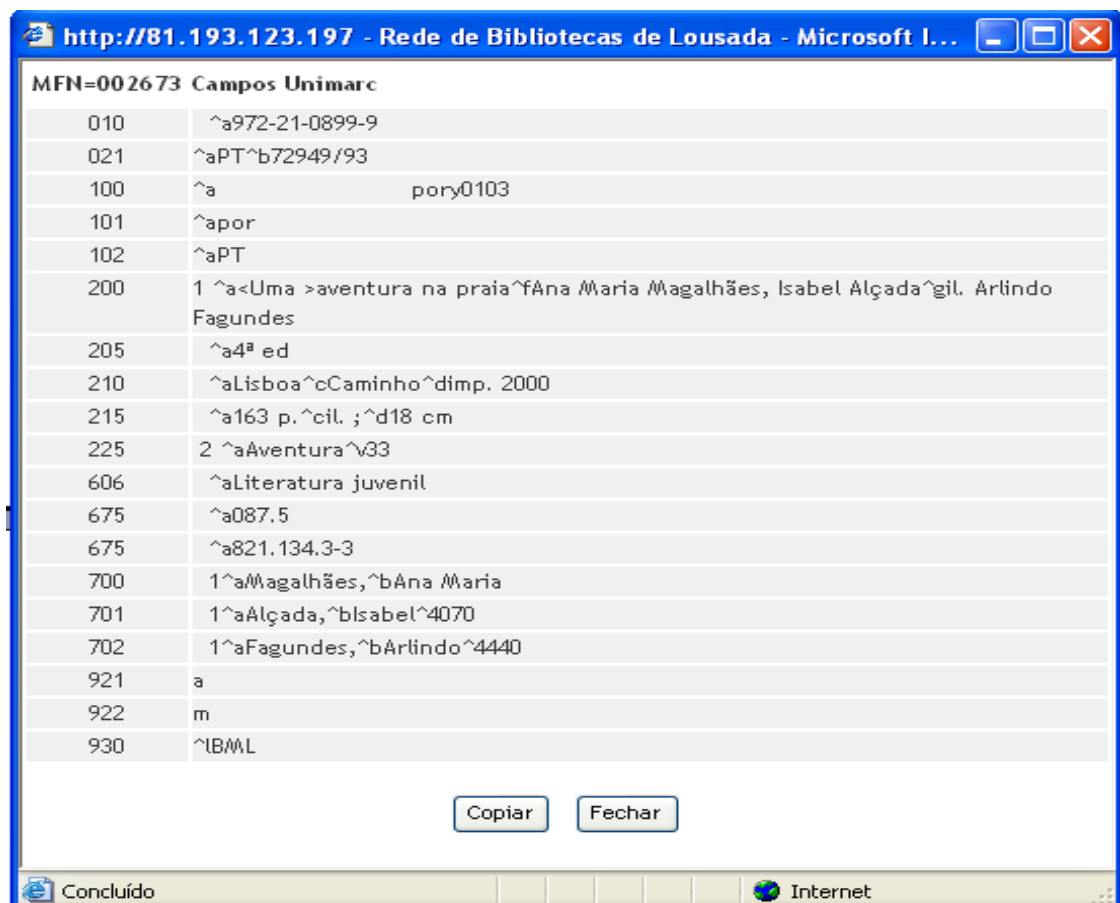 http://81.193.123.197 - Rede de Bibliotecas de Lousada - Microsoft I...
MFN=002673 Campos Unimarc
010 ^a972-21-0899-9
021 ^aPT^b72949/93
100 ^a pory0103
101 ^apor
102 ^aPT
200 1 ^a<Uma >aventura na praia^fAna Maria Magalhães, Isabel Alçada^gil. Arlindo
Fagundes
205 ^a4ª ed
210 ^aLisboa^cCaminho^dimp. 2000
215 ^a163 p.^cil. ;^d18 cm
225 2 ^aAventura^v33
606 ^aLiteratura juvenil
675 ^a087.5
675 ^a821.134.3-3
700 1^aMagalhães,^bAna Maria
701 1^aAlçada,^bIsabel^4070
702 1^aFagundes,^bArlindo^4440
921 a
922 m
930 ^lBML
Copiar Fechar
Concluído Internet